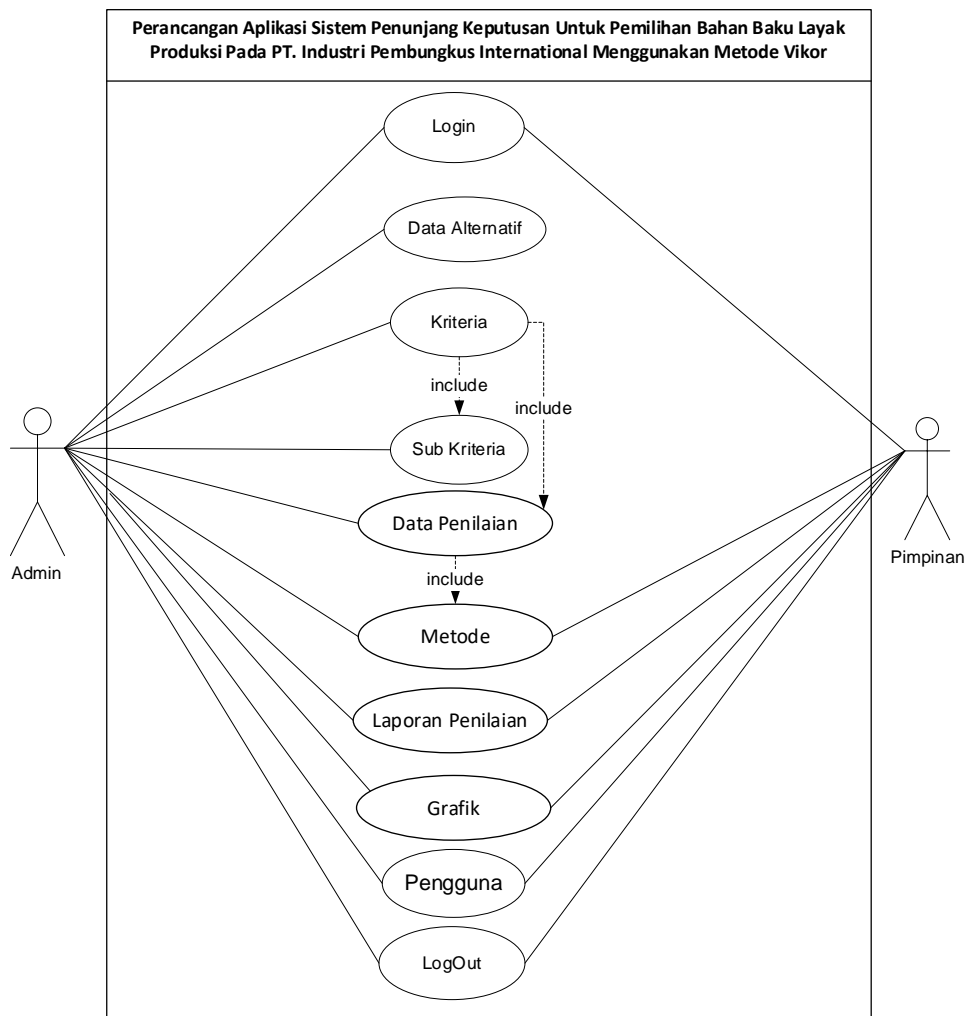 Perancangan Aplikasi Sistem Penunjang Keputusan Untuk Pemilihan Bahan Baku Layak
Produksi Pada PT. Industri Pembungkus International Menggunakan Metode Vikor
Login
Data Alternatif
Kriteria
include
include
Sub Kriteria
Data Penilaian
Admin
Pimpinan
include
Metode
Laporan Penilaian
Grafik
Pengguna
LogOut